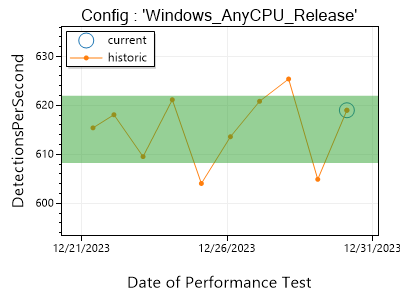 Config : 'Windows_AnyCPU_Release'
current
historic
DetectionsPerSecond
630
620
610
600
12/21/2023
12/26/2023
12/31/2023
Date of Performance Test